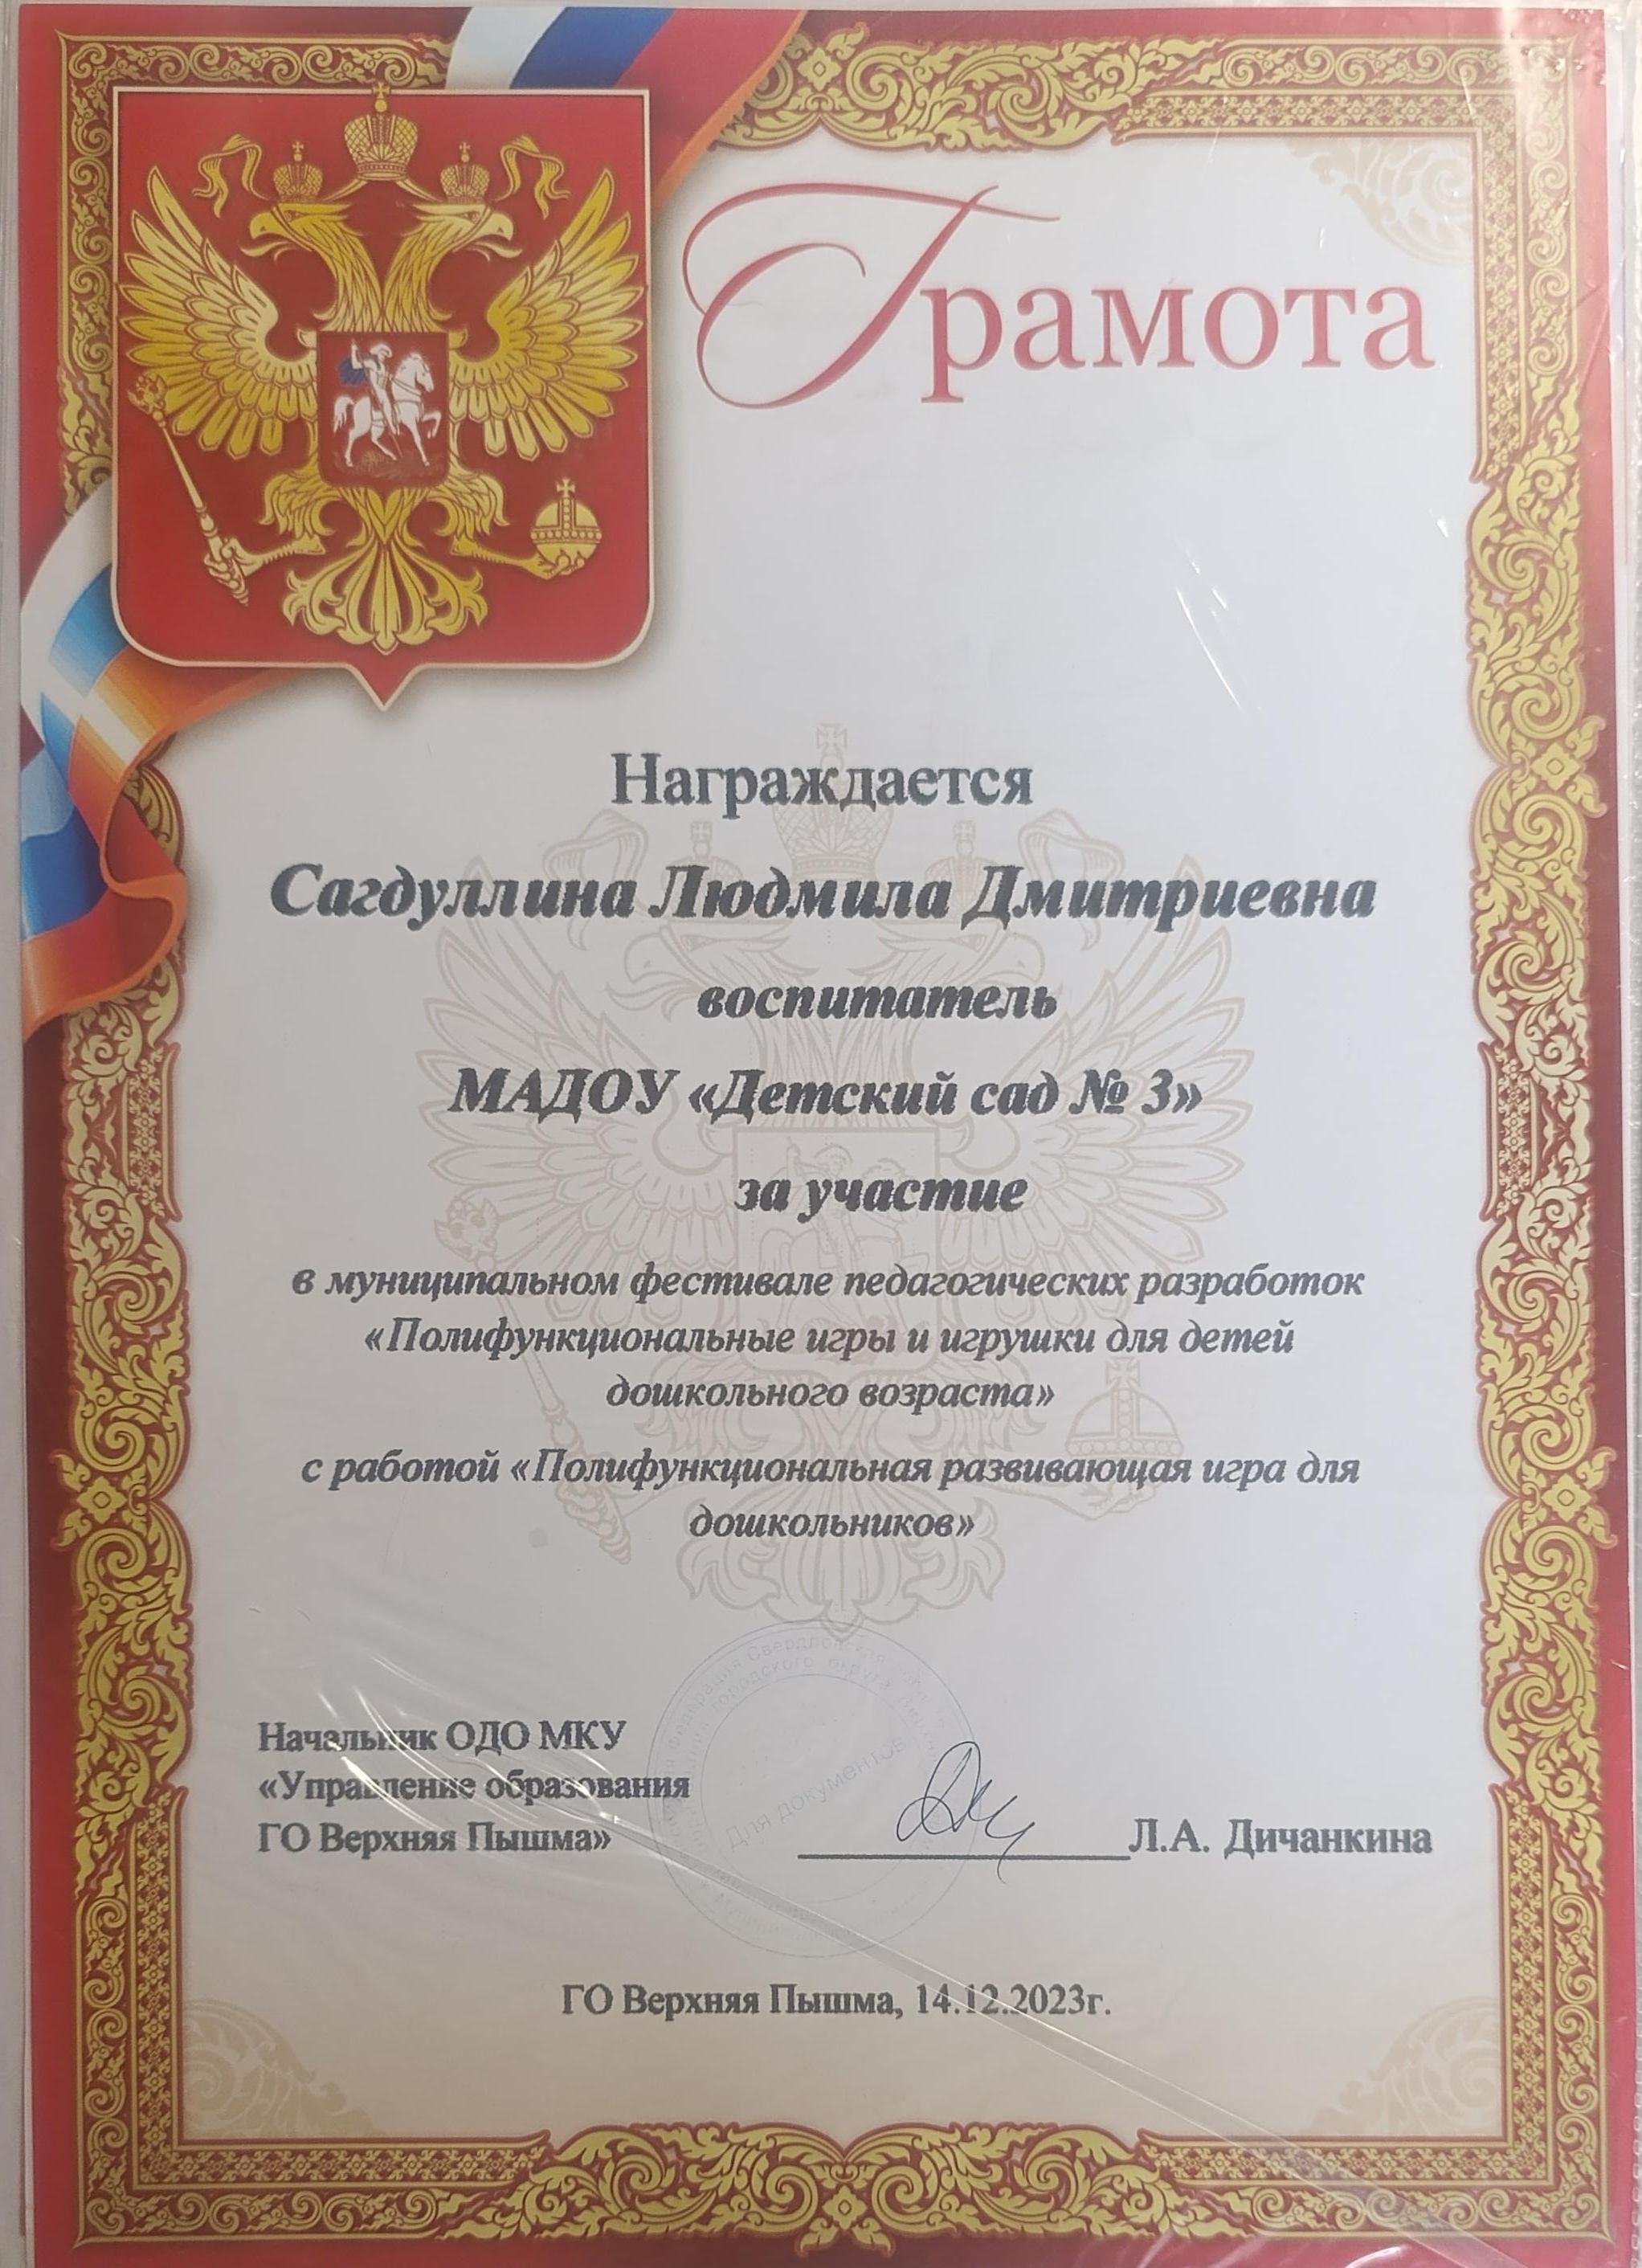 Грамота
Награждается
Сагдуллина Людмила Дмитриевна
воспитатель
МАДОУ «Детский сад № 3»
за участие
в муниципальном фестивале педагогических разработок
«Полифункциональные игры и игрушки для детей
дошкольного возраста»
с работой «Полифункциональная развивающая игра для
дошкольников»
Начальник ОДО МКУ
«Управление образования
ГО Верхняя Пышма»
Л.А. Дичанкина
Для документов
ГО Верхняя Пышма, 14.12.2023г.